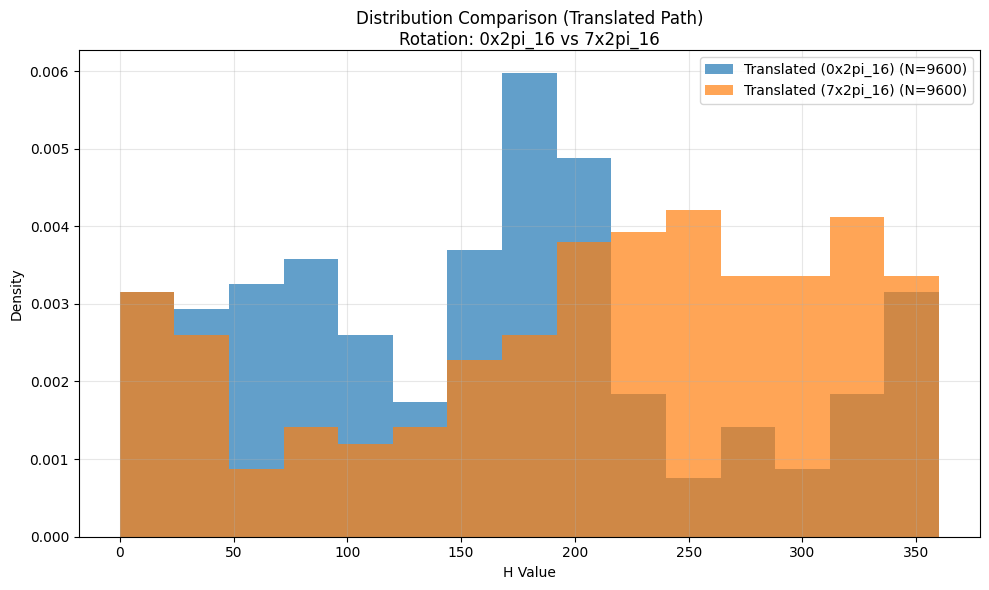 Distribution Comparison (Translated Path)
Rotation: 0x2pi_16 vs 7x2pi_16
Translated (0x2pi_16) (N=9600)
Translated (7x2pi_16) (N=9600)
Density
0.006
0.005
0.004
0.003
0.002
0.001
0.000
0 50 100 150 200 250 300 350
H Value